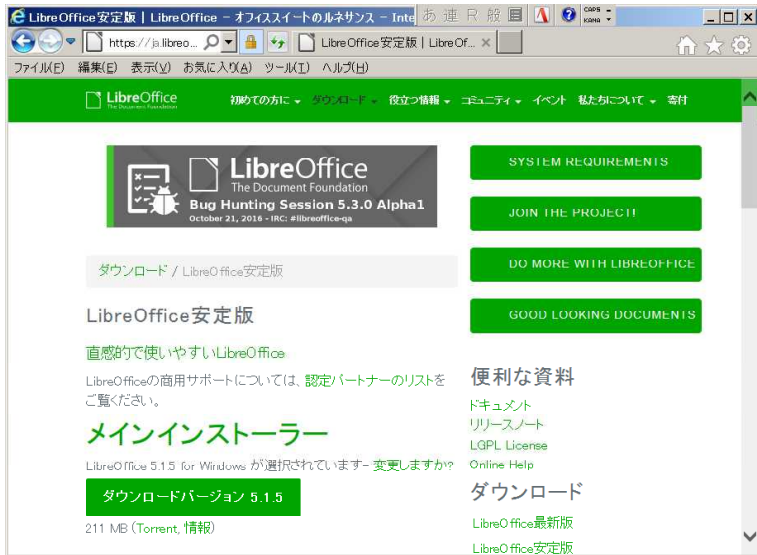 LibreOffice安定版 | LibreOffice – オフィススイートのルネサンス – Inte
あ 連 R 般
CAPS
KANA
https://ja.libreo...
LibreOffice安定版 | LibreOf...
ファイル(F) 編集(E) 表示(V) お気に入り(A) ツール(T) ヘルプ(H)
LibreOffice
The Document Foundation
初めての方に ダウンロード 役立つ情報 コミュニティ イベント 私たちについて 寄付
LibreOffice
The Document Foundation
Bug Hunting Session 5.3.0 Alpha1
October 21, 2016 - IRC: #libreoffice-qa
ダウンロード / LibreOffice安定版
LibreOffice安定版
直感的で使いやすいLibreOffice
LibreOfficeの商用サポートについては、認定パートナーのリストを
ご覧ください。
メインインストーラー
LibreOffice 5.1.5 for Windows が選択されています– 変更しますか?
ダウンロードバージョン 5.1.5
211 MB (Torrent, 情報)
SYSTEM REQUIREMENTS
JOIN THE PROJECT!
DO MORE WITH LIBREOFFICE
GOOD LOOKING DOCUMENTS
便利な資料
ドキュメント
リリースノート
LGPL License
Online Help
ダウンロード
LibreOffice最新版
LibreOffice安定版